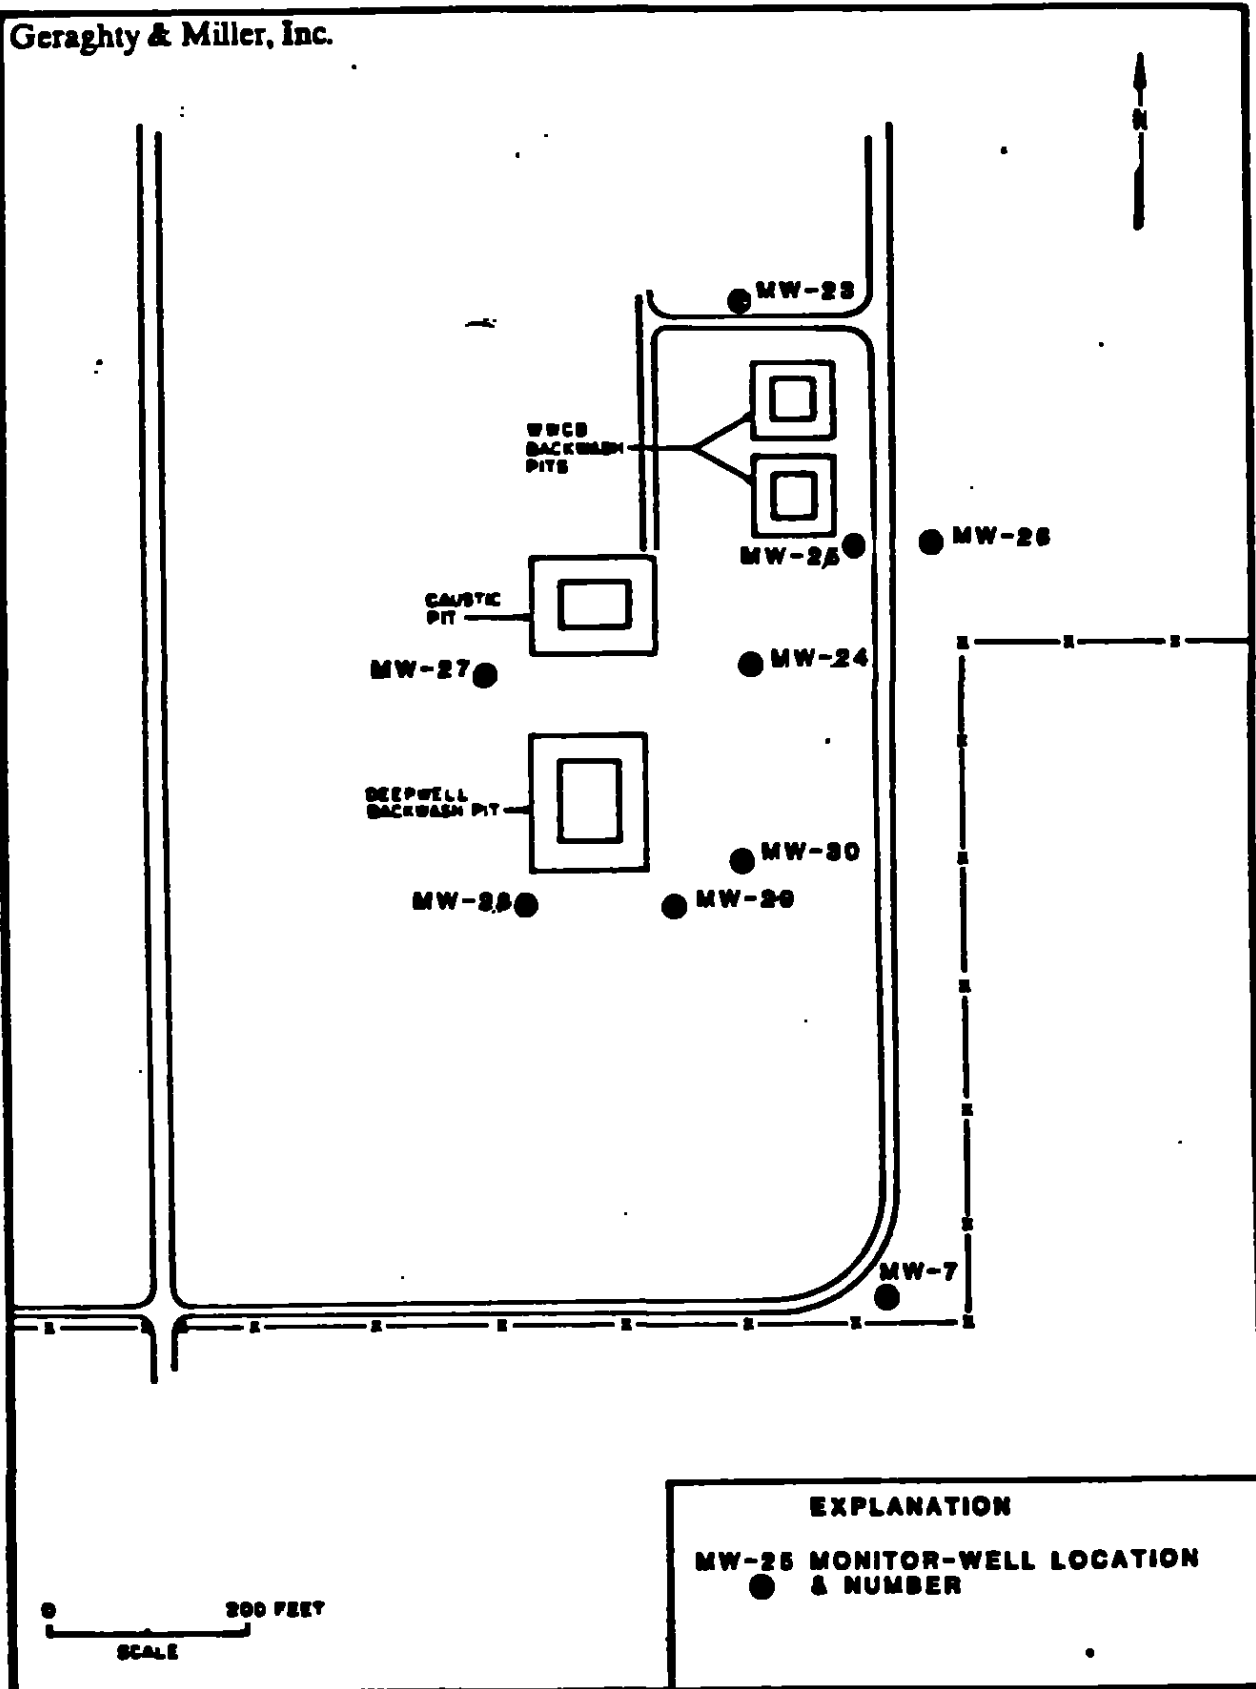 Geraghty & Miller, Inc.
N
MW-23
WWCB
BACKWASH
PITS
MW-25
MW-26
CAUSTIC
PIT
MW-27
MW-24
DEEPWELL
BACKWASH PIT
MW-30
MW-28
MW-29
MW-7
EXPLANATION
MW-25 MONITOR-WELL LOCATION
& NUMBER
0 200 FEET
SCALE